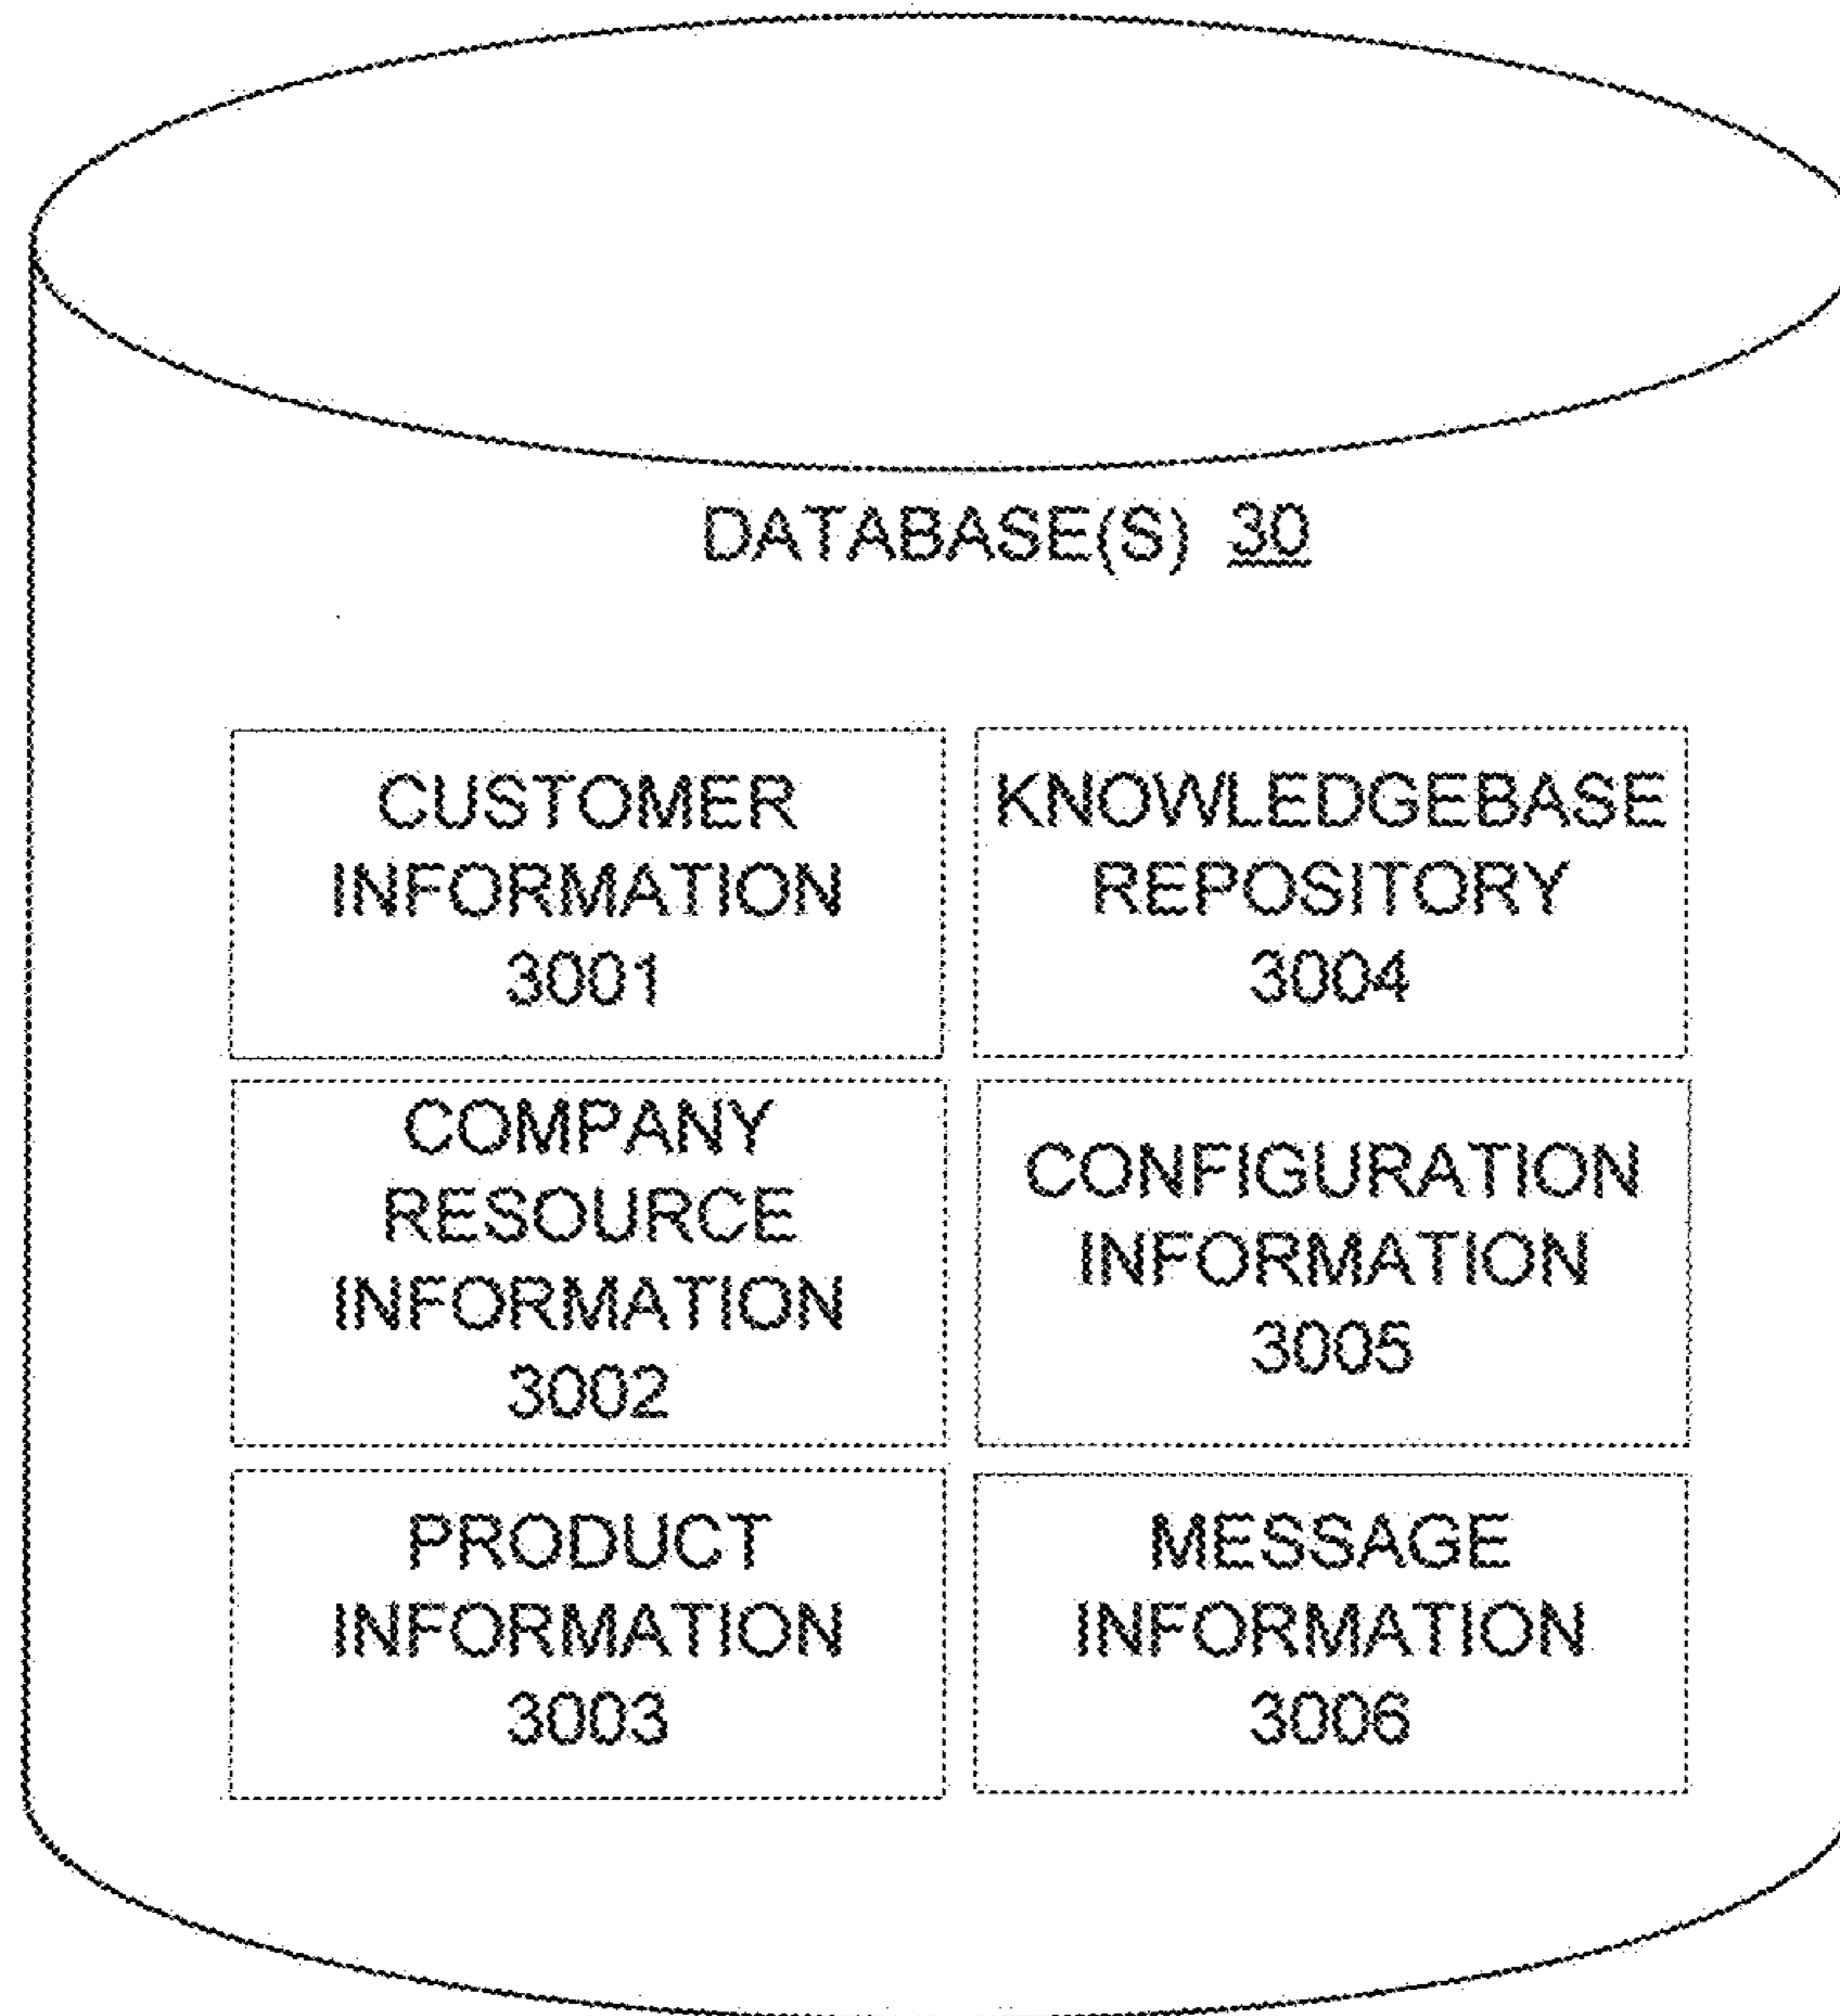 DATABASE(S) 30
CUSTOMER
INFORMATION
3001
KNOWLEDGEBASE
REPOSITORY
3004
COMPANY
RESOURCE
INFORMATION
3002
CONFIGURATION
INFORMATION
3005
PRODUCT
INFORMATION
3003
MESSAGE
INFORMATION
3006